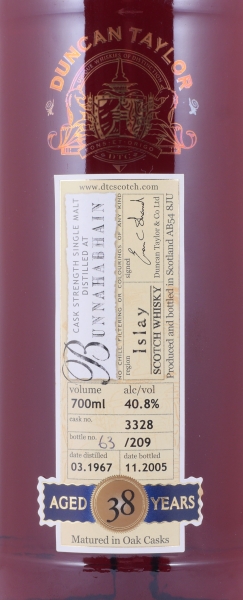 DUNCAN TAYLOR
www.dtcscotch.com
CASK STRENGTH SINGLE MALT
DISTILLED AT
BUNNAHABHAIN
NO CHILL FILTERING OR COLOURINGS OF ANY KIND
region
Islay
SCOTCH WHISKY
signed
Duncan Taylor & Co Ltd
Produced and bottled in Scotland AB54 8JU
volume alc/vol
700ml 40.8%
cask no. 3328
bottle no. 63 /209
date distilled date bottled
03.1967 11.2005
AGED 38 YEARS
Matured in Oak Casks